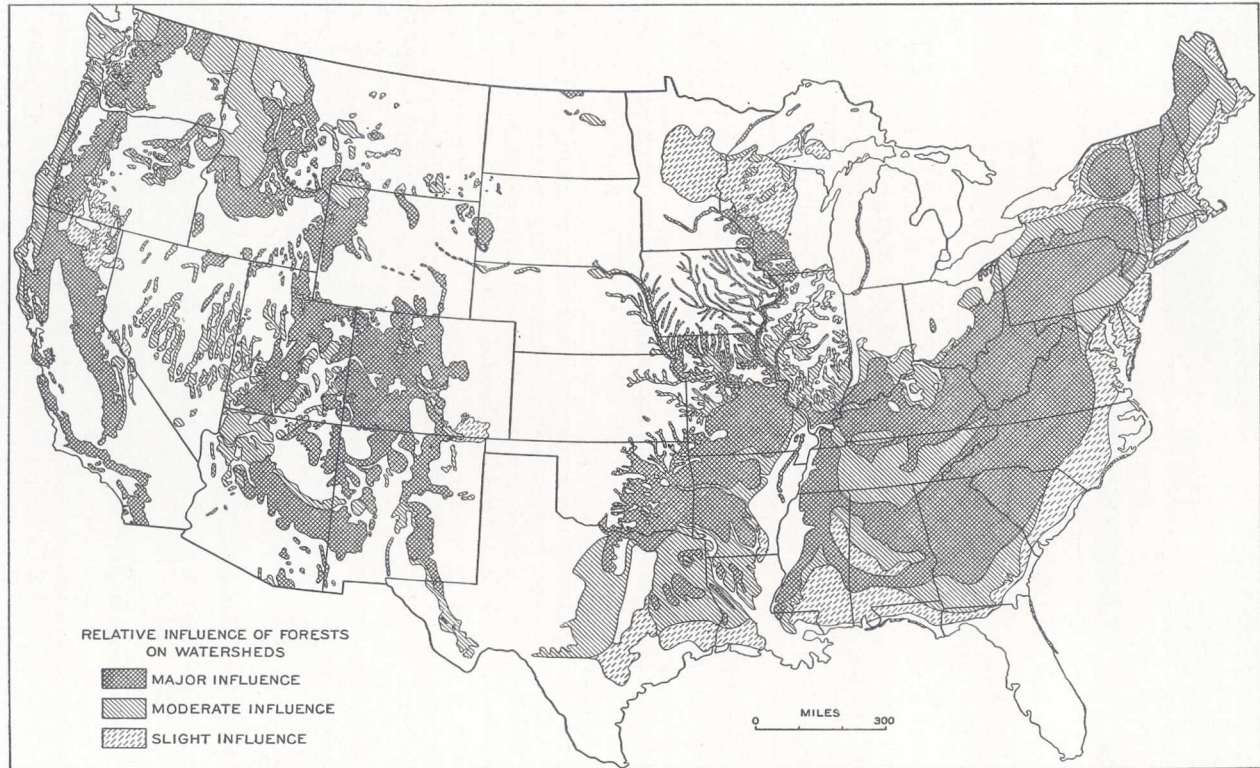 RELATIVE INFLUENCE OF FORESTS
ON WATERSHEDS
MAJOR INFLUENCE
MODERATE INFLUENCE
SLIGHT INFLUENCE
MILES
0 300